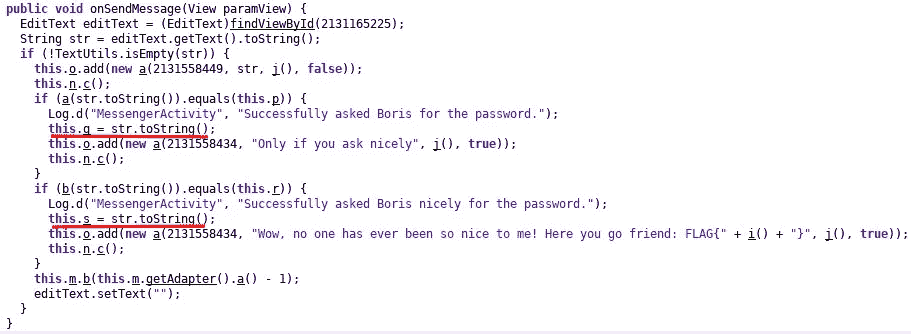 public void onSendMessage(View paramView) {
  EditText editText = (EditText)findViewById(2131165225);
  String str = editText.getText().toString();
  if (!TextUtils.isEmpty(str)) {
    this.o.add(new a(2131558449, str, j(), false));
    this.n.c();
    if (a(str.toString()).equals(this.p)) {
      Log.d("MessengerActivity", "Successfully asked Boris for the password.");
      this.q = str.toString();
      this.o.add(new a(2131558434, "Only if you ask nicely", j(), true));
      this.n.c();
    }
    if (b(str.toString()).equals(this.r)) {
      Log.d("MessengerActivity", "Successfully asked Boris nicely for the password.");
      this.s = str.toString();
      this.o.add(new a(2131558434, "Wow, no one has ever been so nice to me! Here you go friend: FLAG{" + i() + "}", j(), true));
      this.n.c();
    }
    this.m.b(this.m.getAdapter().a() - 1);
    editText.setText("");
  }
}